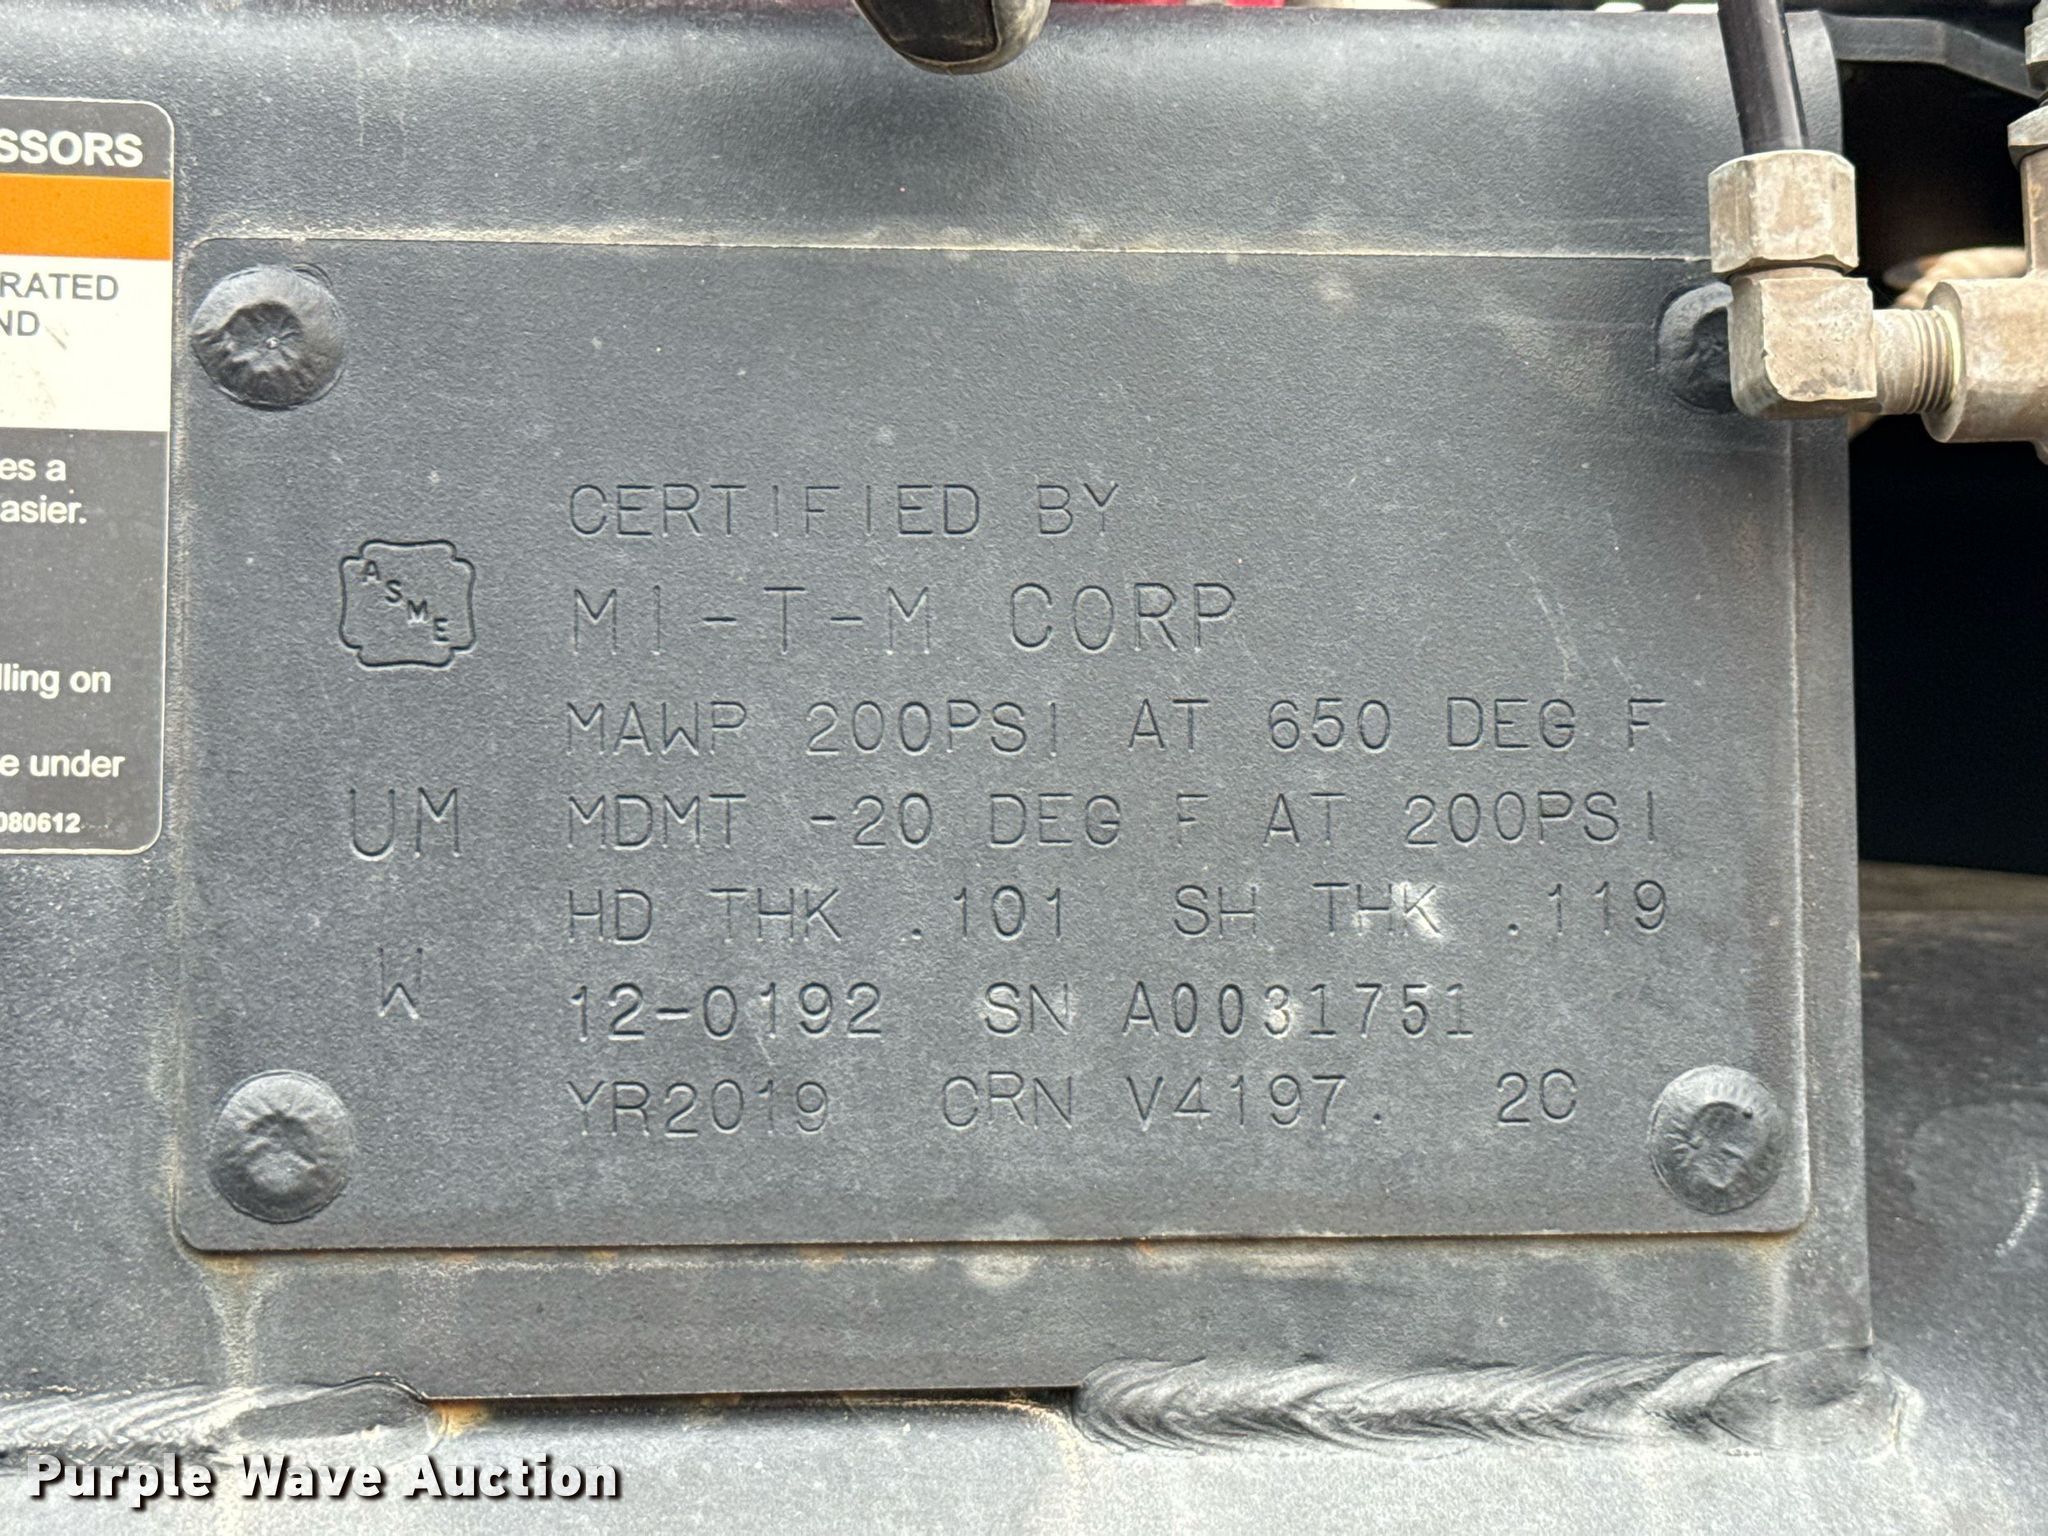 SSORS
RATED
ND
es a
asier.
lling on
e under
080612
CERTIFIED BY
ASME
MI-T-M CORP
MAWP 200PSI AT 650 DEG F
UM MDMT -20 DEG F AT 200PSI
HD THK .101 SH THK .119
W
12-0192 SN A0031751
YR2019 CRN V4197. 2C
Purple Wave Auction